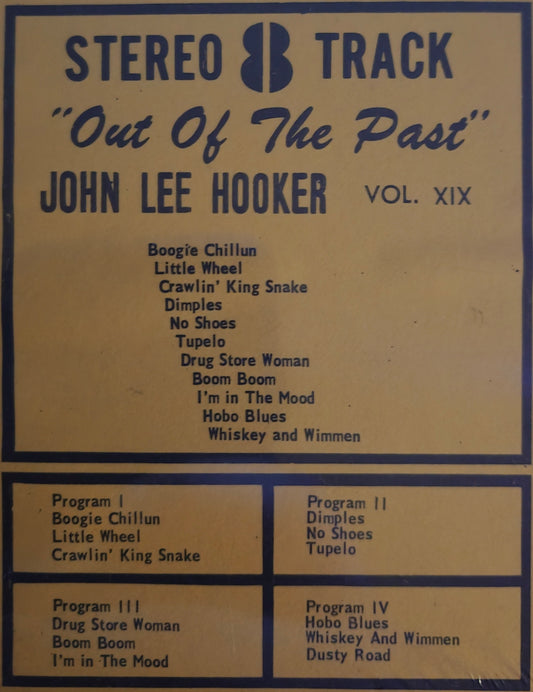 STEREO 8 TRACK
"Out Of The Past"
JOHN LEE HOOKER VOL. XIX
Boogie Chillun
Little Wheel
Crawlin' King Snake
Dimples
No Shoes
Tupelo
Drug Store Woman
Boom Boom
I'm in The Mood
Hobo Blues
Whiskey and Wimmen
Program I
Boogie Chillun
Little Wheel
Crawlin' King Snake
Program II
Dimples
No Shoes
Tupelo
Program III
Drug Store Woman
Boom Boom
I'm in The Mood
Program IV
Hobo Blues
Whiskey And Wimmen
Dusty Road